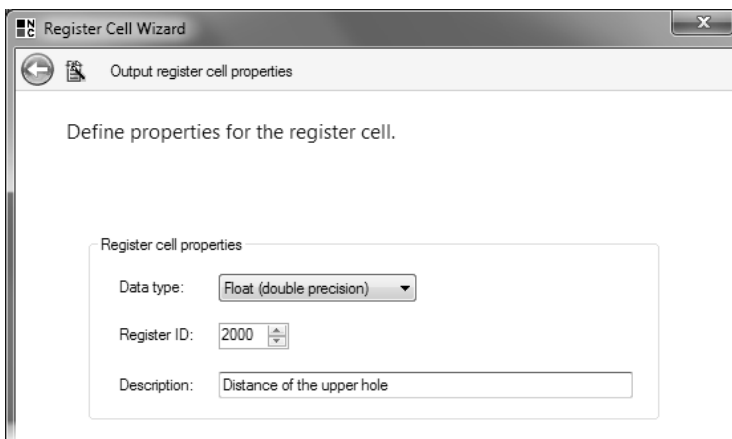 Register Cell Wizard
Output register cell properties
Define properties for the register cell.
Register cell properties
Data type: Float (double precision)
Register ID: 2000
Description: Distance of the upper hole